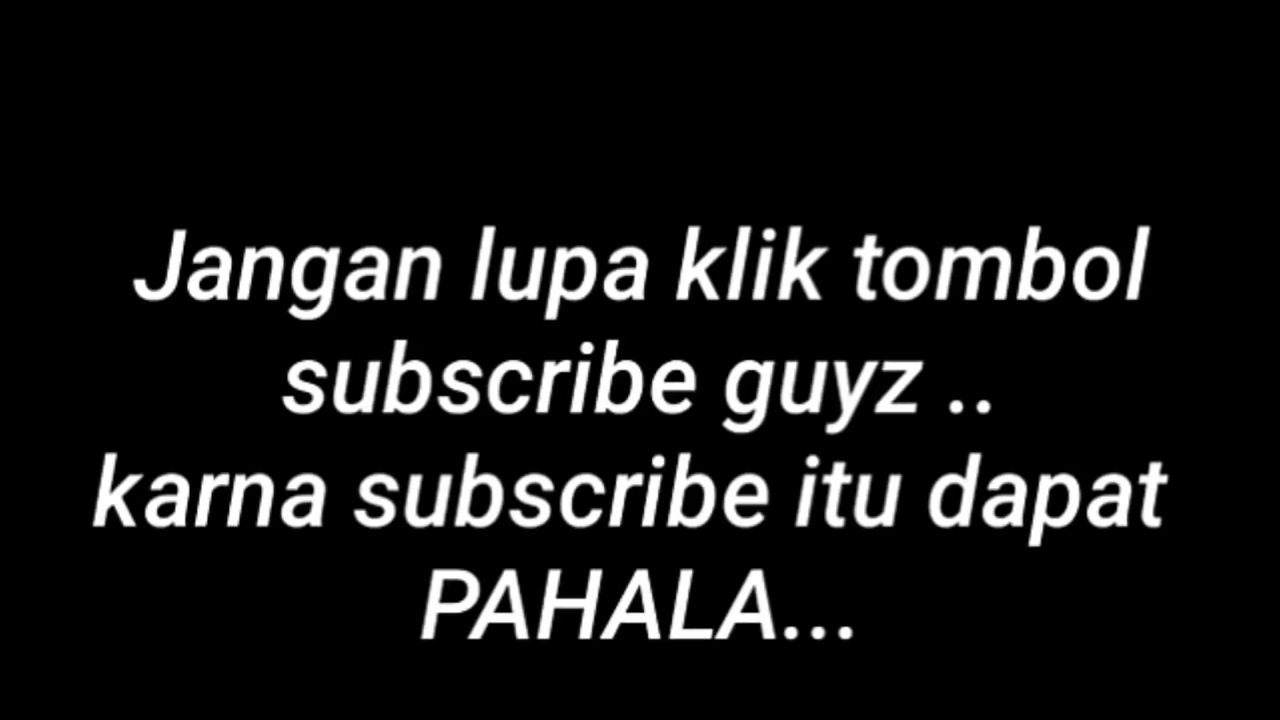 Jangan lupa klik tombol
subscribe guyz ..
karna subscribe itu dapat
PAHALA...